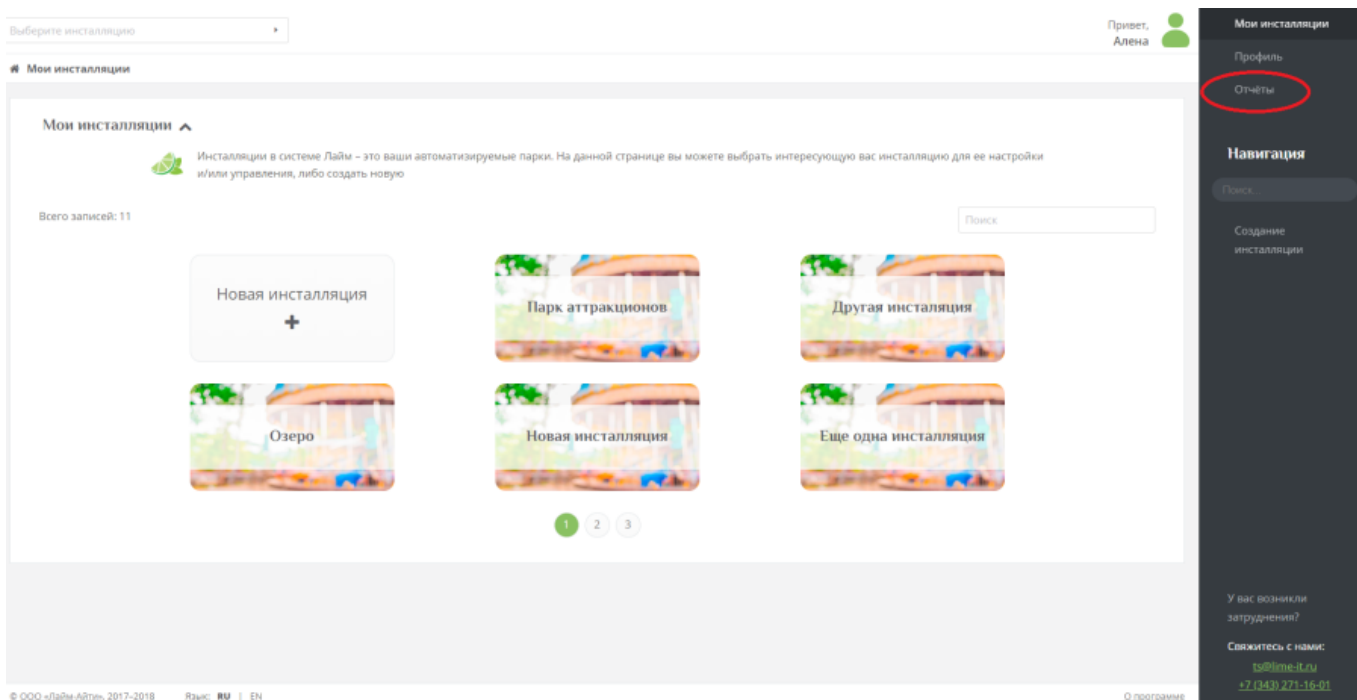 Выберите инсталляцию
Привет,
Алена
Мои инсталляции
Мои инсталляции
Инсталляции в системе Лайм – это ваши автоматизируемые парки. На данной странице вы можете выбрать интересующую вас инсталляцию для ее настройки
и/или управления, либо создать новую
Всего записей: 11
Поиск
Новая инсталляция
Парк аттракционов
Другая инсталяция
Озеро
Новая инсталляция
Еще одна инсталляция
1 2 3
© ООО «Лайм-Айти», 2017–2018 Язык: RU | EN
О программе
Мои инсталляции
Профиль
Отчёты
Навигация
Поиск...
Создание
инсталляции
У вас возникли
затруднения?
Свяжитесь с нами:
ts@lime-it.ru
+7 (343) 271-16-01